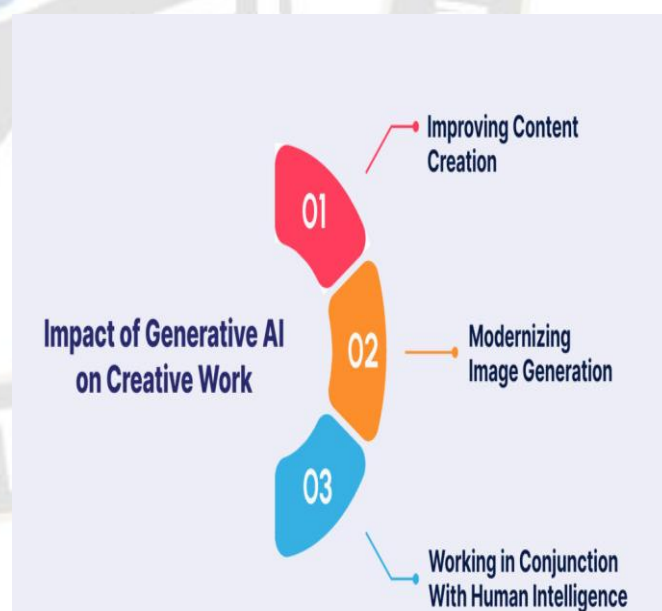 Impact of Generative AI
on Creative Work
01
Improving Content
Creation
02
Modernizing
Image Generation
03
Working in Conjunction
With Human Intelligence